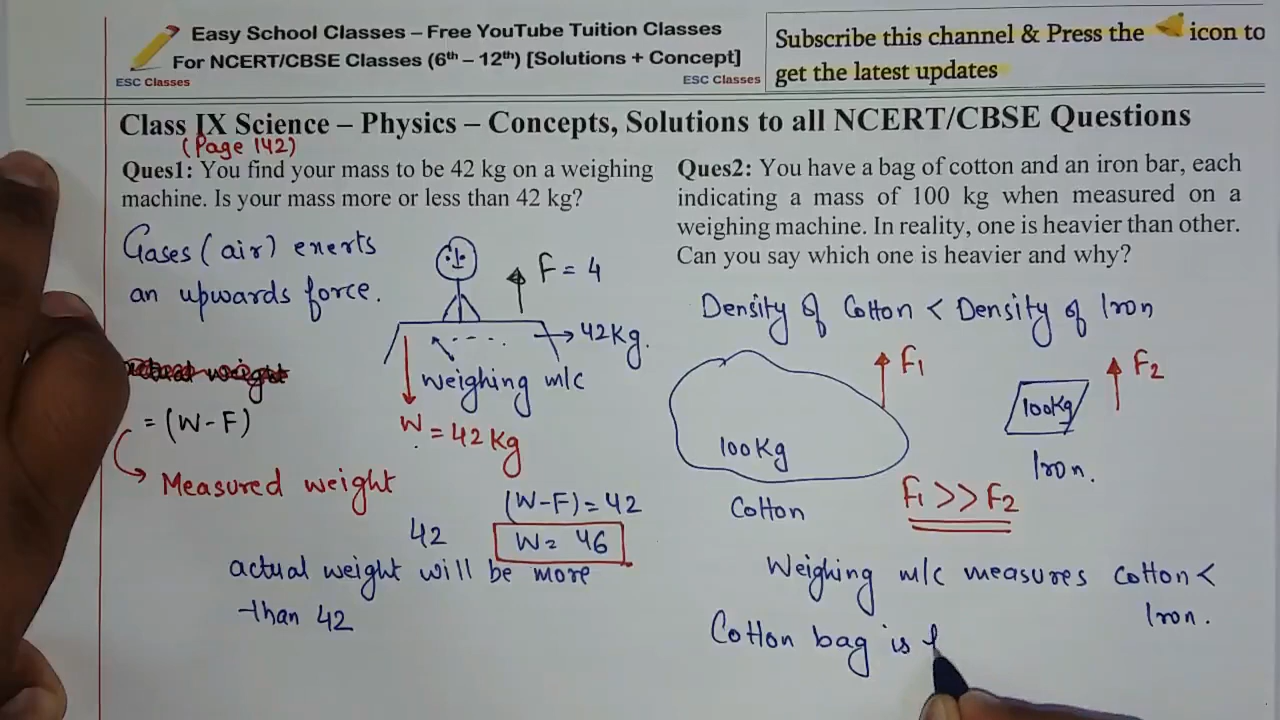 Easy School Classes – Free YouTube Tuition Classes
For NCERT/CBSE Classes (6th – 12th) [Solutions + Concept]
ESC Classes
ESC Classes
Subscribe this channel & Press the icon to
get the latest updates
Class IX Science – Physics – Concepts, Solutions to all NCERT/CBSE Questions
(Page 142)
Ques1: You find your mass to be 42 kg on a weighing
machine. Is your mass more or less than 42 kg?
Gases (air) exerts
an upwards force.
F = 4
42Kg.
weighing m/c
W = 42Kg
= (W-F)
Measured weight
(W-F) = 42
42
W = 46
actual weight will be more
than 42
Ques2: You have a bag of cotton and an iron bar, each
indicating a mass of 100 kg when measured on a
weighing machine. In reality, one is heavier than other.
Can you say which one is heavier and why?
Density of Cotton < Density of Iron
F1
F2
100Kg
100Kg
Cotton
Iron.
F1 >> F2
Weighing m/c measures Cotton <
Iron.
Cotton bag is